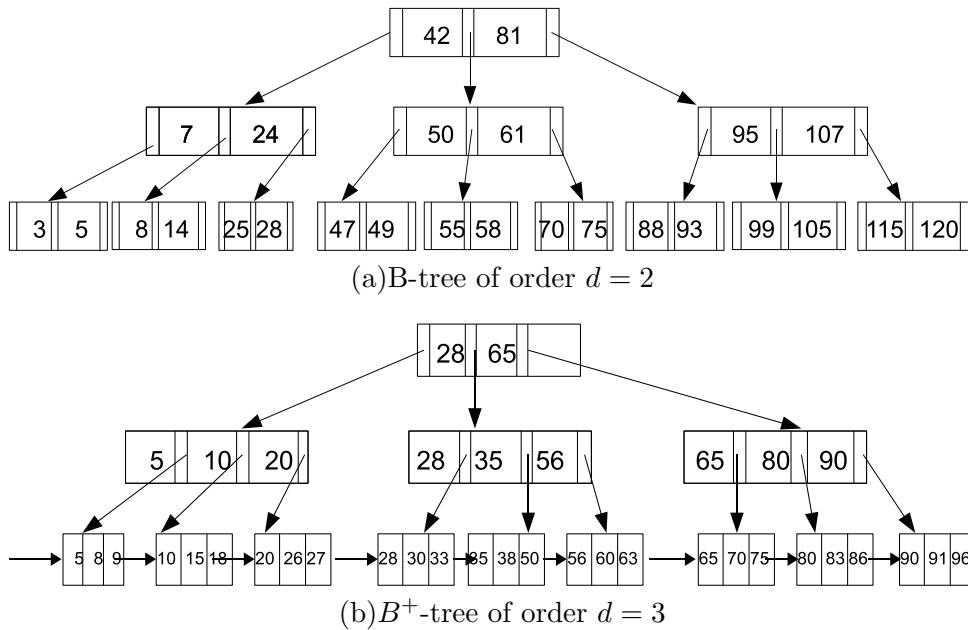 42 81
7 24 50 61 95 107
3 5 8 14 25 28 47 49 55 58 70 75 88 93 99 105 115 120
(a)B-tree of order d = 2
28 65
5 10 20 28 35 56 65 80 90
5 8 9 10 15 18 20 26 27 28 30 33 35 38 50 56 60 63 65 70 75 80 83 86 90 91 96
(b)B⁺-tree of order d = 3